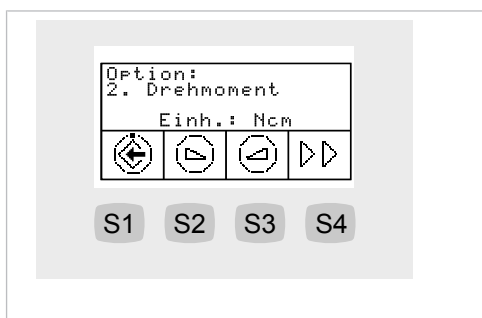 Option:
2. Drehmoment
Einh.: Ncm
S1 S2 S3 S4